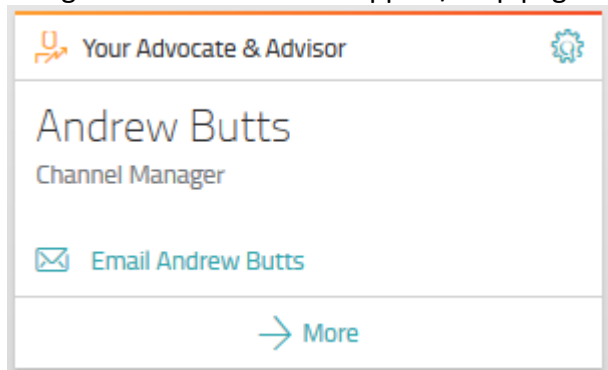 Your Advocate & Advisor
Andrew Butts
Channel Manager
Email Andrew Butts
More